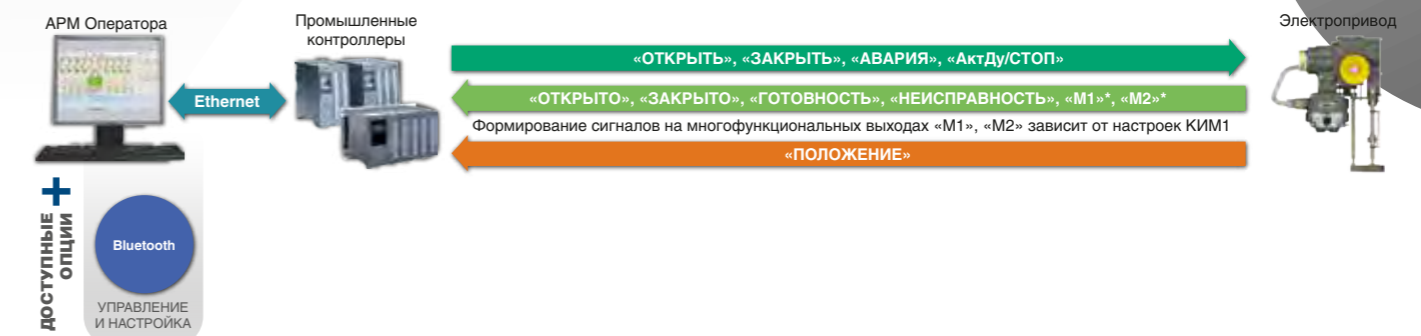 АРМ Оператора
Промышленные
контроллеры
Электропривод
Ethernet
«ОТКРЫТЬ», «ЗАКРЫТЬ», «АВАРИЯ», «АктДу/СТОП»
«ОТКРЫТО», «ЗАКРЫТО», «ГОТОВНОСТЬ», «НЕИСПРАВНОСТЬ», «М1»*, «М2»*
Формирование сигналов на многофункциональных выходах «М1», «М2» зависит от настроек КИМ1
«ПОЛОЖЕНИЕ»
+
ДОСТУПНЫЕ
ОПЦИИ
Bluetooth
УПРАВЛЕНИЕ
И НАСТРОЙКА